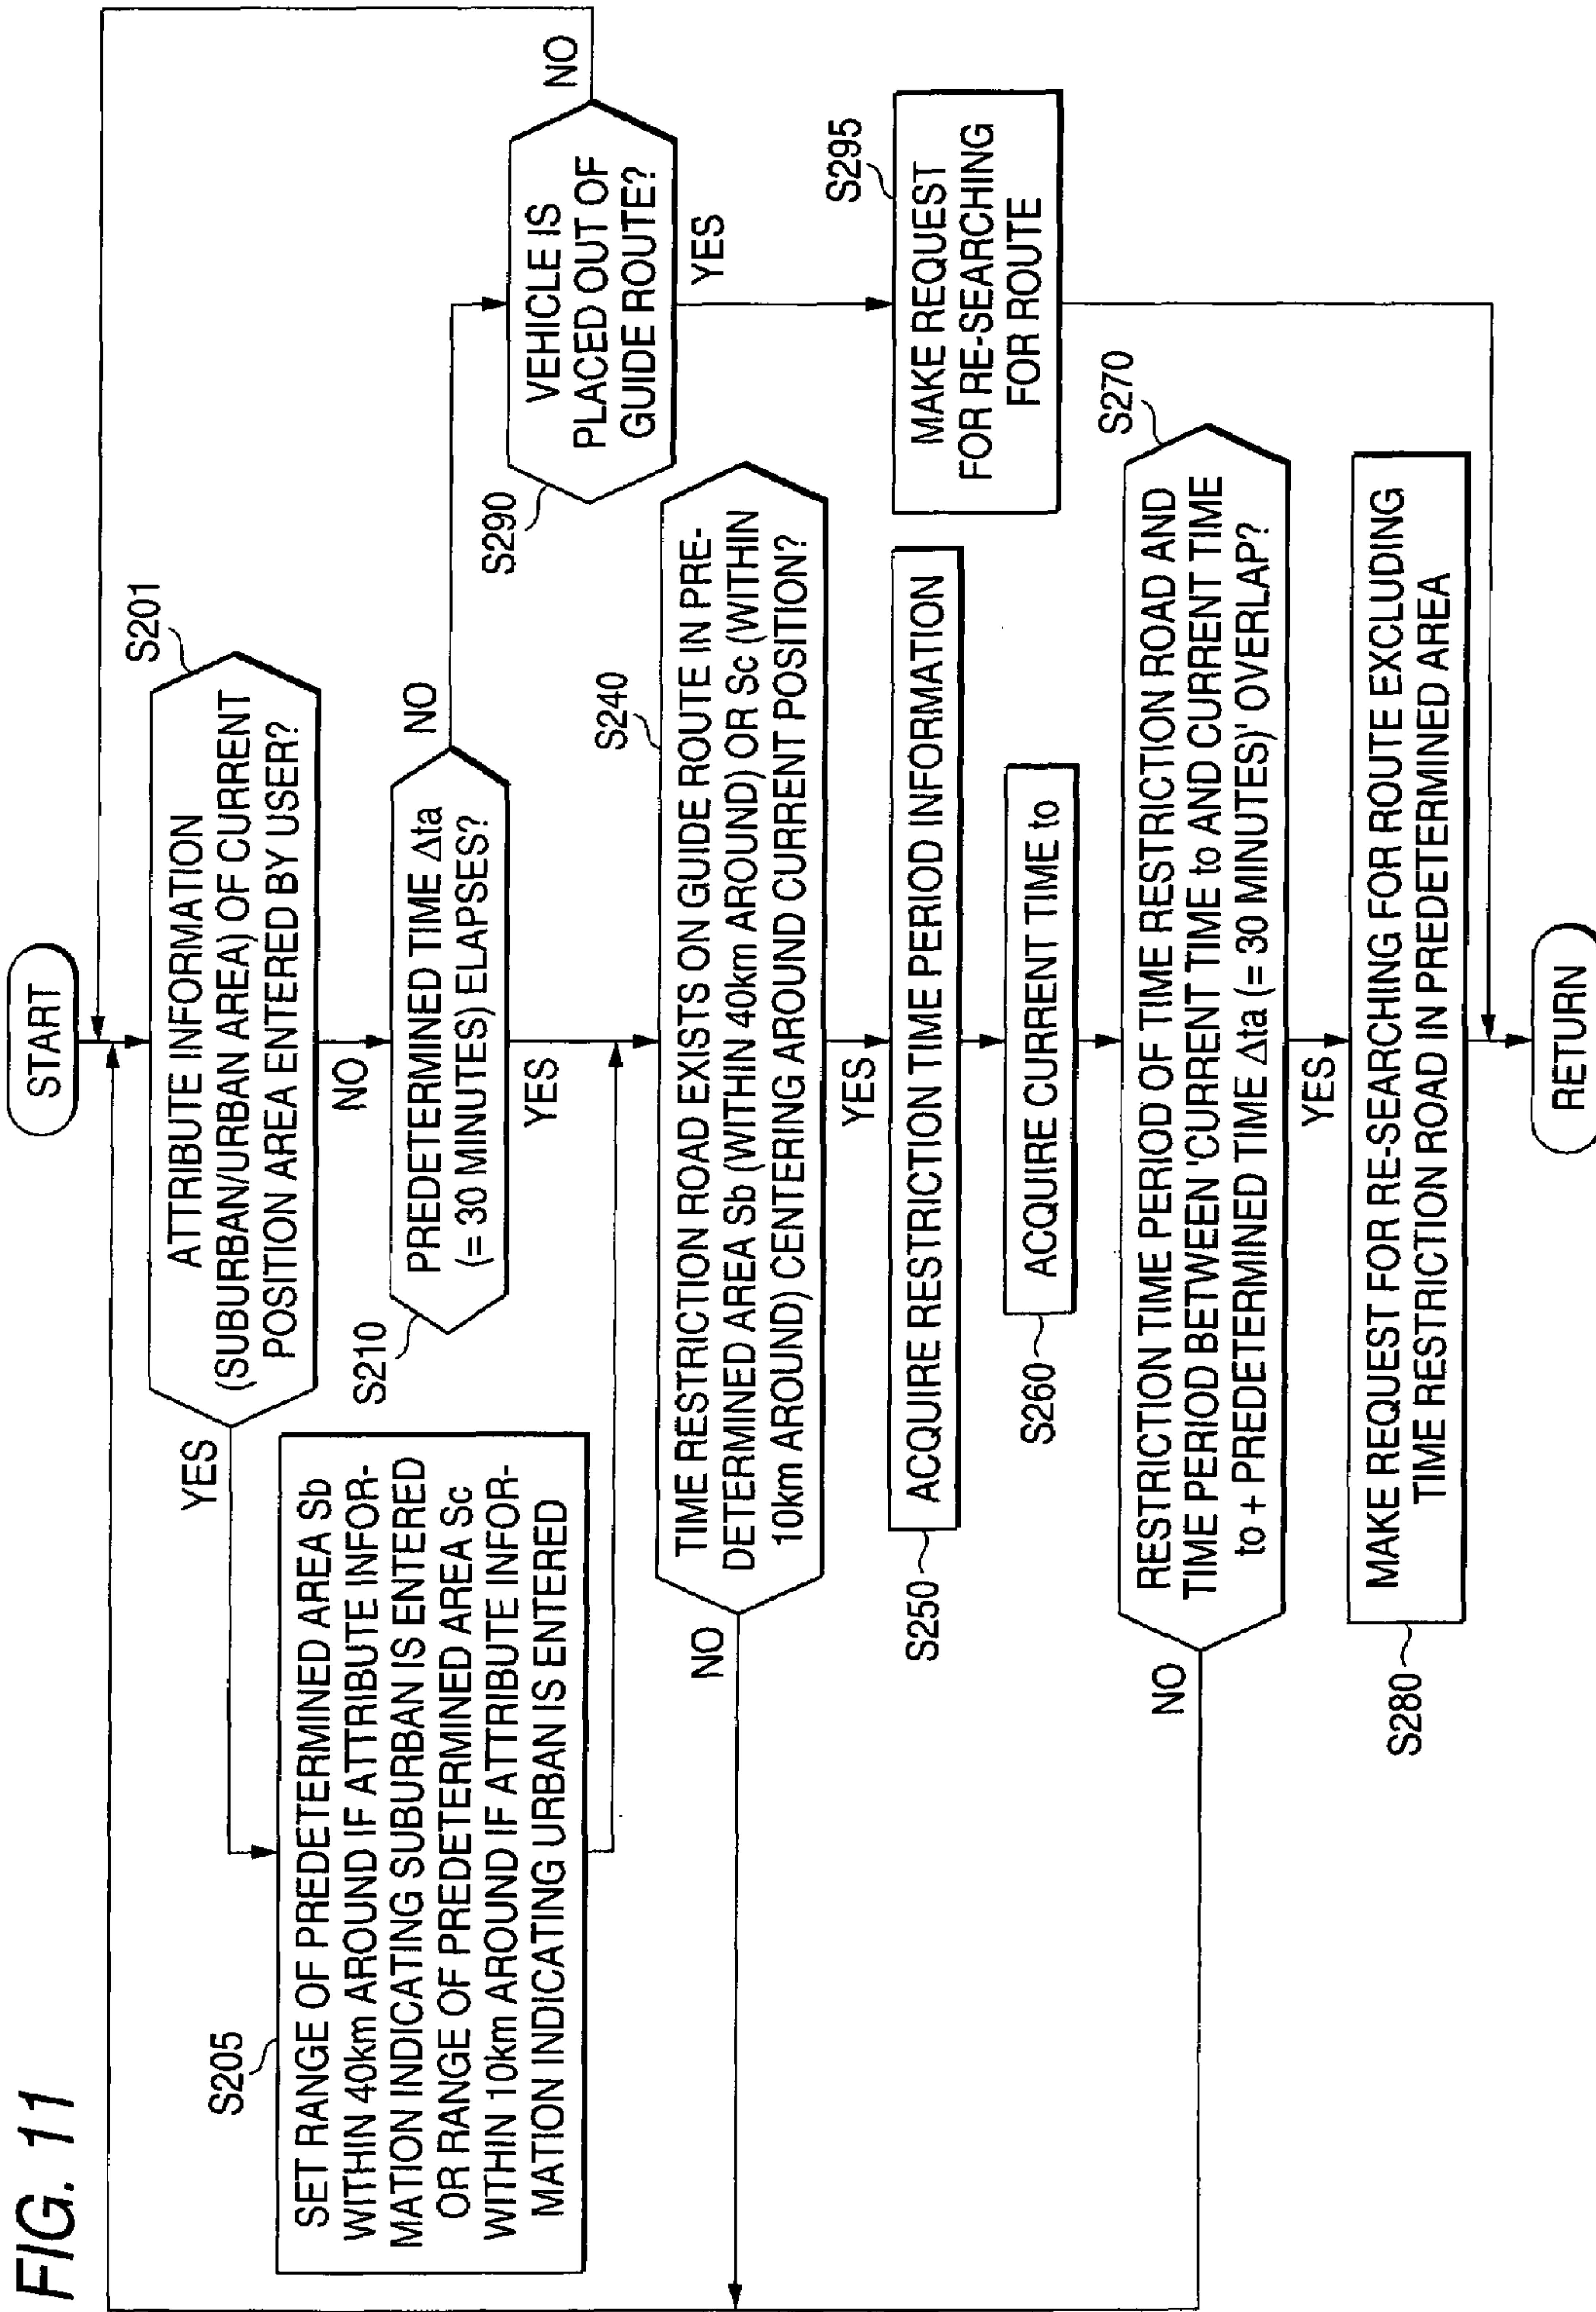 FIG. 11
START
S201
ATTRIBUTE INFORMATION
(SUBURBAN/URBAN AREA) OF CURRENT
POSITION AREA ENTERED BY USER?
YES
NO
S205
SET RANGE OF PREDETERMINED AREA Sb
WITHIN 40km AROUND IF ATTRIBUTE INFOR-
MATION INDICATING SUBURBAN IS ENTERED
OR RANGE OF PREDETERMINED AREA Sc
WITHIN 10km AROUND IF ATTRIBUTE INFOR-
MATION INDICATING URBAN IS ENTERED
S210
PREDETERMINED TIME Δta
(= 30 MINUTES) ELAPSES?
NO
YES
S290
VEHICLE IS
PLACED OUT OF
GUIDE ROUTE?
NO
YES
S240
TIME RESTRICTION ROAD EXISTS ON GUIDE ROUTE IN PRE-
DETERMINED AREA Sb (WITHIN 40km AROUND) OR Sc (WITHIN
10km AROUND) CENTERING AROUND CURRENT POSITION?
NO
YES
S295
MAKE REQUEST
FOR RE-SEARCHING
FOR ROUTE
S250
ACQUIRE RESTRICTION TIME PERIOD INFORMATION
S260
ACQUIRE CURRENT TIME to
S270
RESTRICTION TIME PERIOD OF TIME RESTRICTION ROAD AND
TIME PERIOD BETWEEN 'CURRENT TIME to AND CURRENT TIME
to + PREDETERMINED TIME Δta (= 30 MINUTES)' OVERLAP?
NO
YES
S280
MAKE REQUEST FOR RE-SEARCHING FOR ROUTE EXCLUDING
TIME RESTRICTION ROAD IN PREDETERMINED AREA
RETURN